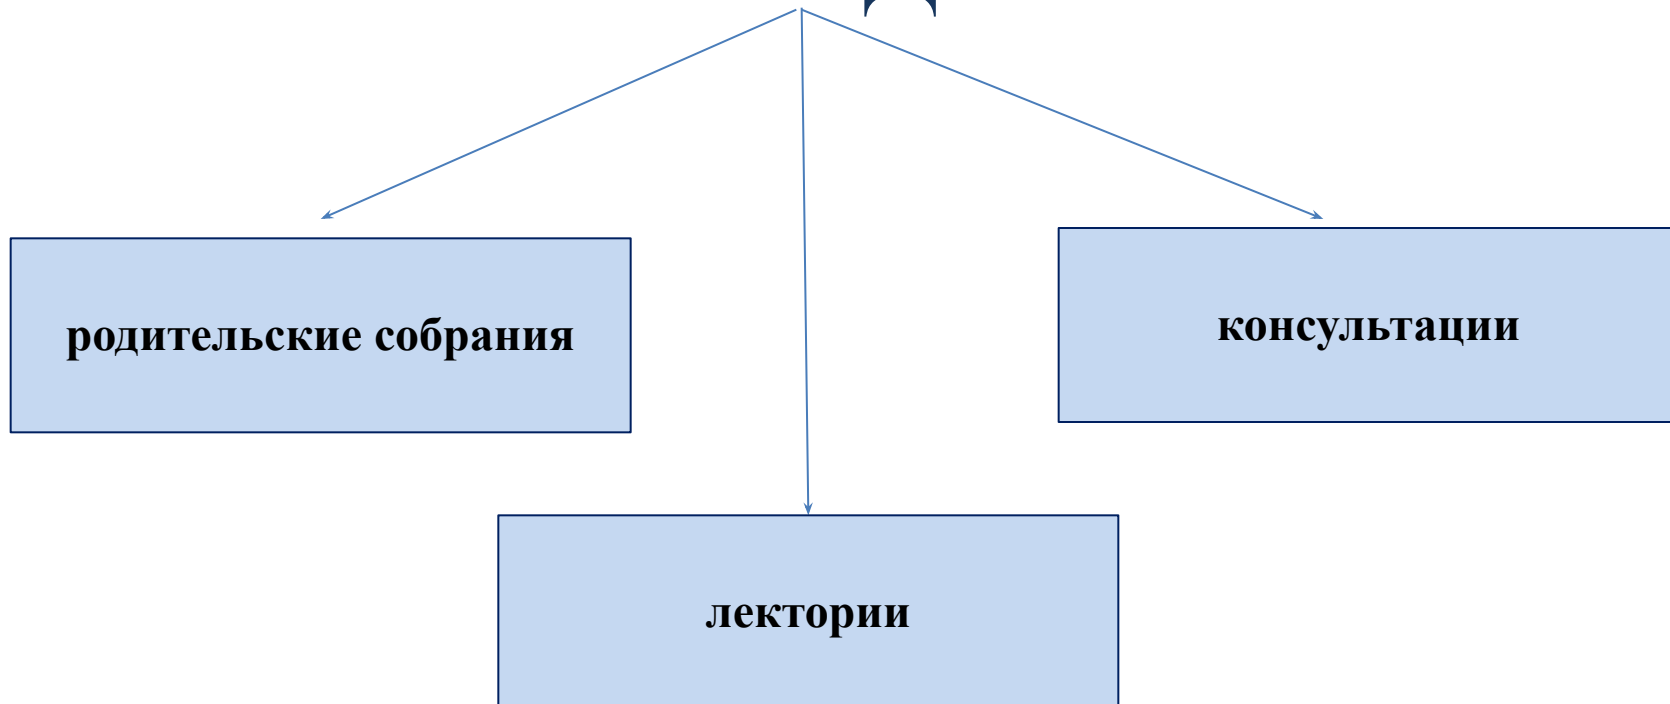 родительские собрания
консультации
лектории